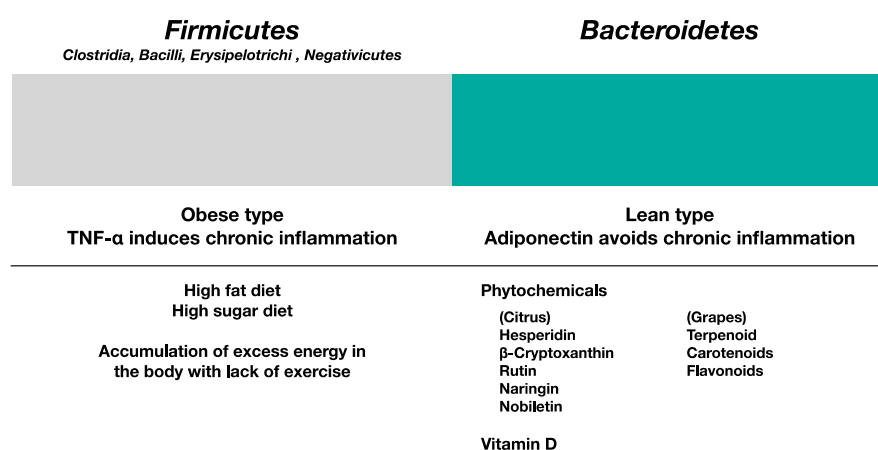 Firmicutes
Clostridia, Bacilli, Erysipelotrichi , Negativicutes
Bacteroidetes
Obese type
TNF-α induces chronic inflammation
Lean type
Adiponectin avoids chronic inflammation
High fat diet
High sugar diet
Accumulation of excess energy in
the body with lack of exercise
Phytochemicals
(Citrus)
Hesperidin
β-Cryptoxanthin
Rutin
Naringin
Nobiletin
(Grapes)
Terpenoid
Carotenoids
Flavonoids
Vitamin D